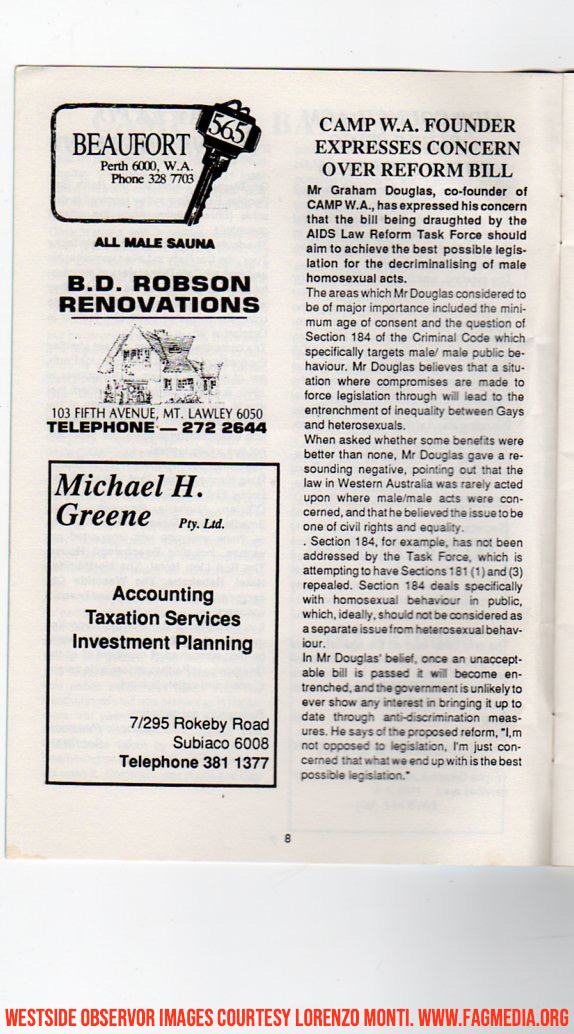 565
BEAUFORT
Perth 6000, W.A.
Phone 328 7703
ALL MALE SAUNA
B.D. ROBSON
RENOVATIONS
103 FIFTH AVENUE, MT. LAWLEY 6050
TELEPHONE — 272 2644
Michael H.
Greene Pty. Ltd.
Accounting
Taxation Services
Investment Planning
7/295 Rokeby Road
Subiaco 6008
Telephone 381 1377
CAMP W.A. FOUNDER
EXPRESSES CONCERN
OVER REFORM BILL
Mr Graham Douglas, co-founder of
CAMP W.A., has expressed his concern
that the bill being draughted by the
AIDS Law Reform Task Force should
aim to achieve the best possible legis-
lation for the decriminalising of male
homosexual acts.
The areas which Mr Douglas considered to
be of major importance included the mini-
mum age of consent and the question of
Section 184 of the Criminal Code which
specifically targets male/ male public be-
haviour. Mr Douglas believes that a situ-
ation where compromises are made to
force legislation through will lead to the
entrenchment of inequality between Gays
and heterosexuals.
When asked whether some benefits were
better than none, Mr Douglas gave a re-
sounding negative, pointing out that the
law in Western Australia was rarely acted
upon where male/male acts were con-
cerned, and that he believed the issue to be
one of civil rights and equality.
. Section 184, for example, has not been
addressed by the Task Force, which is
attempting to have Sections 181 (1) and (3)
repealed. Section 184 deals specifically
with homosexual behaviour in public,
which, ideally, should not be considered as
a separate issue from heterosexual behav-
iour.
In Mr Douglas' belief, once an unaccept-
able bill is passed it will become en-
trenched, and the government is unlikely to
ever show any interest in bringing it up to
date through anti-discrimination meas-
ures. He says of the proposed reform, "I,m
not opposed to legislation, I'm just con-
cerned that what we end up with is the best
possible legislation."
8
WESTSIDE OBSERVOR IMAGES COURTESY LORENZO MONTI. WWW.FAGMEDIA.ORG